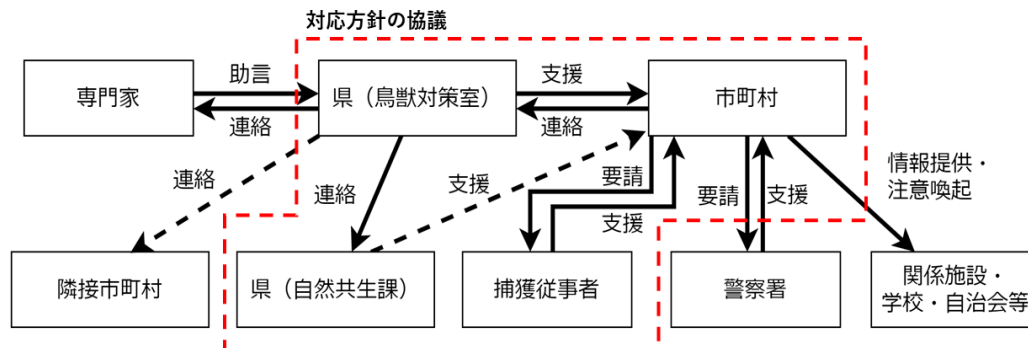 対応方針の協議
専門家
助言
連絡
県（鳥獣対策室）
支援
連絡
市町村
連絡
連絡
支援
要請
支援
要請
支援
情報提供・
注意喚起
隣接市町村
県（自然共生課）
捕獲従事者
警察署
関係施設・
学校・自治会等